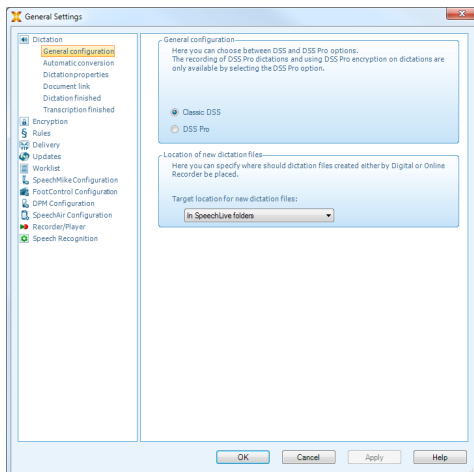 General Settings
Dictation
General configuration
Automatic conversion
Dictation properties
Document link
Dictation finished
Transcription finished
Encryption
Rules
Delivery
Updates
Worklist
SpeechMike Configuration
FootControl Configuration
DPM Configuration
SpeechAir Configuration
Recorder/Player
Speech Recognition
General configuration
Here you can choose between DSS and DSS Pro options.
The recording of DSS Pro dictations and using DSS Pro encryption on dictations are
only available by selecting the DSS Pro option.
Classic DSS
DSS Pro
Location of new dictation files
Here you can specify where should dictation files created either by Digital or Online
Recorder be placed.
Target location for new dictation files:
In SpeechLive folders
OK Cancel Apply Help